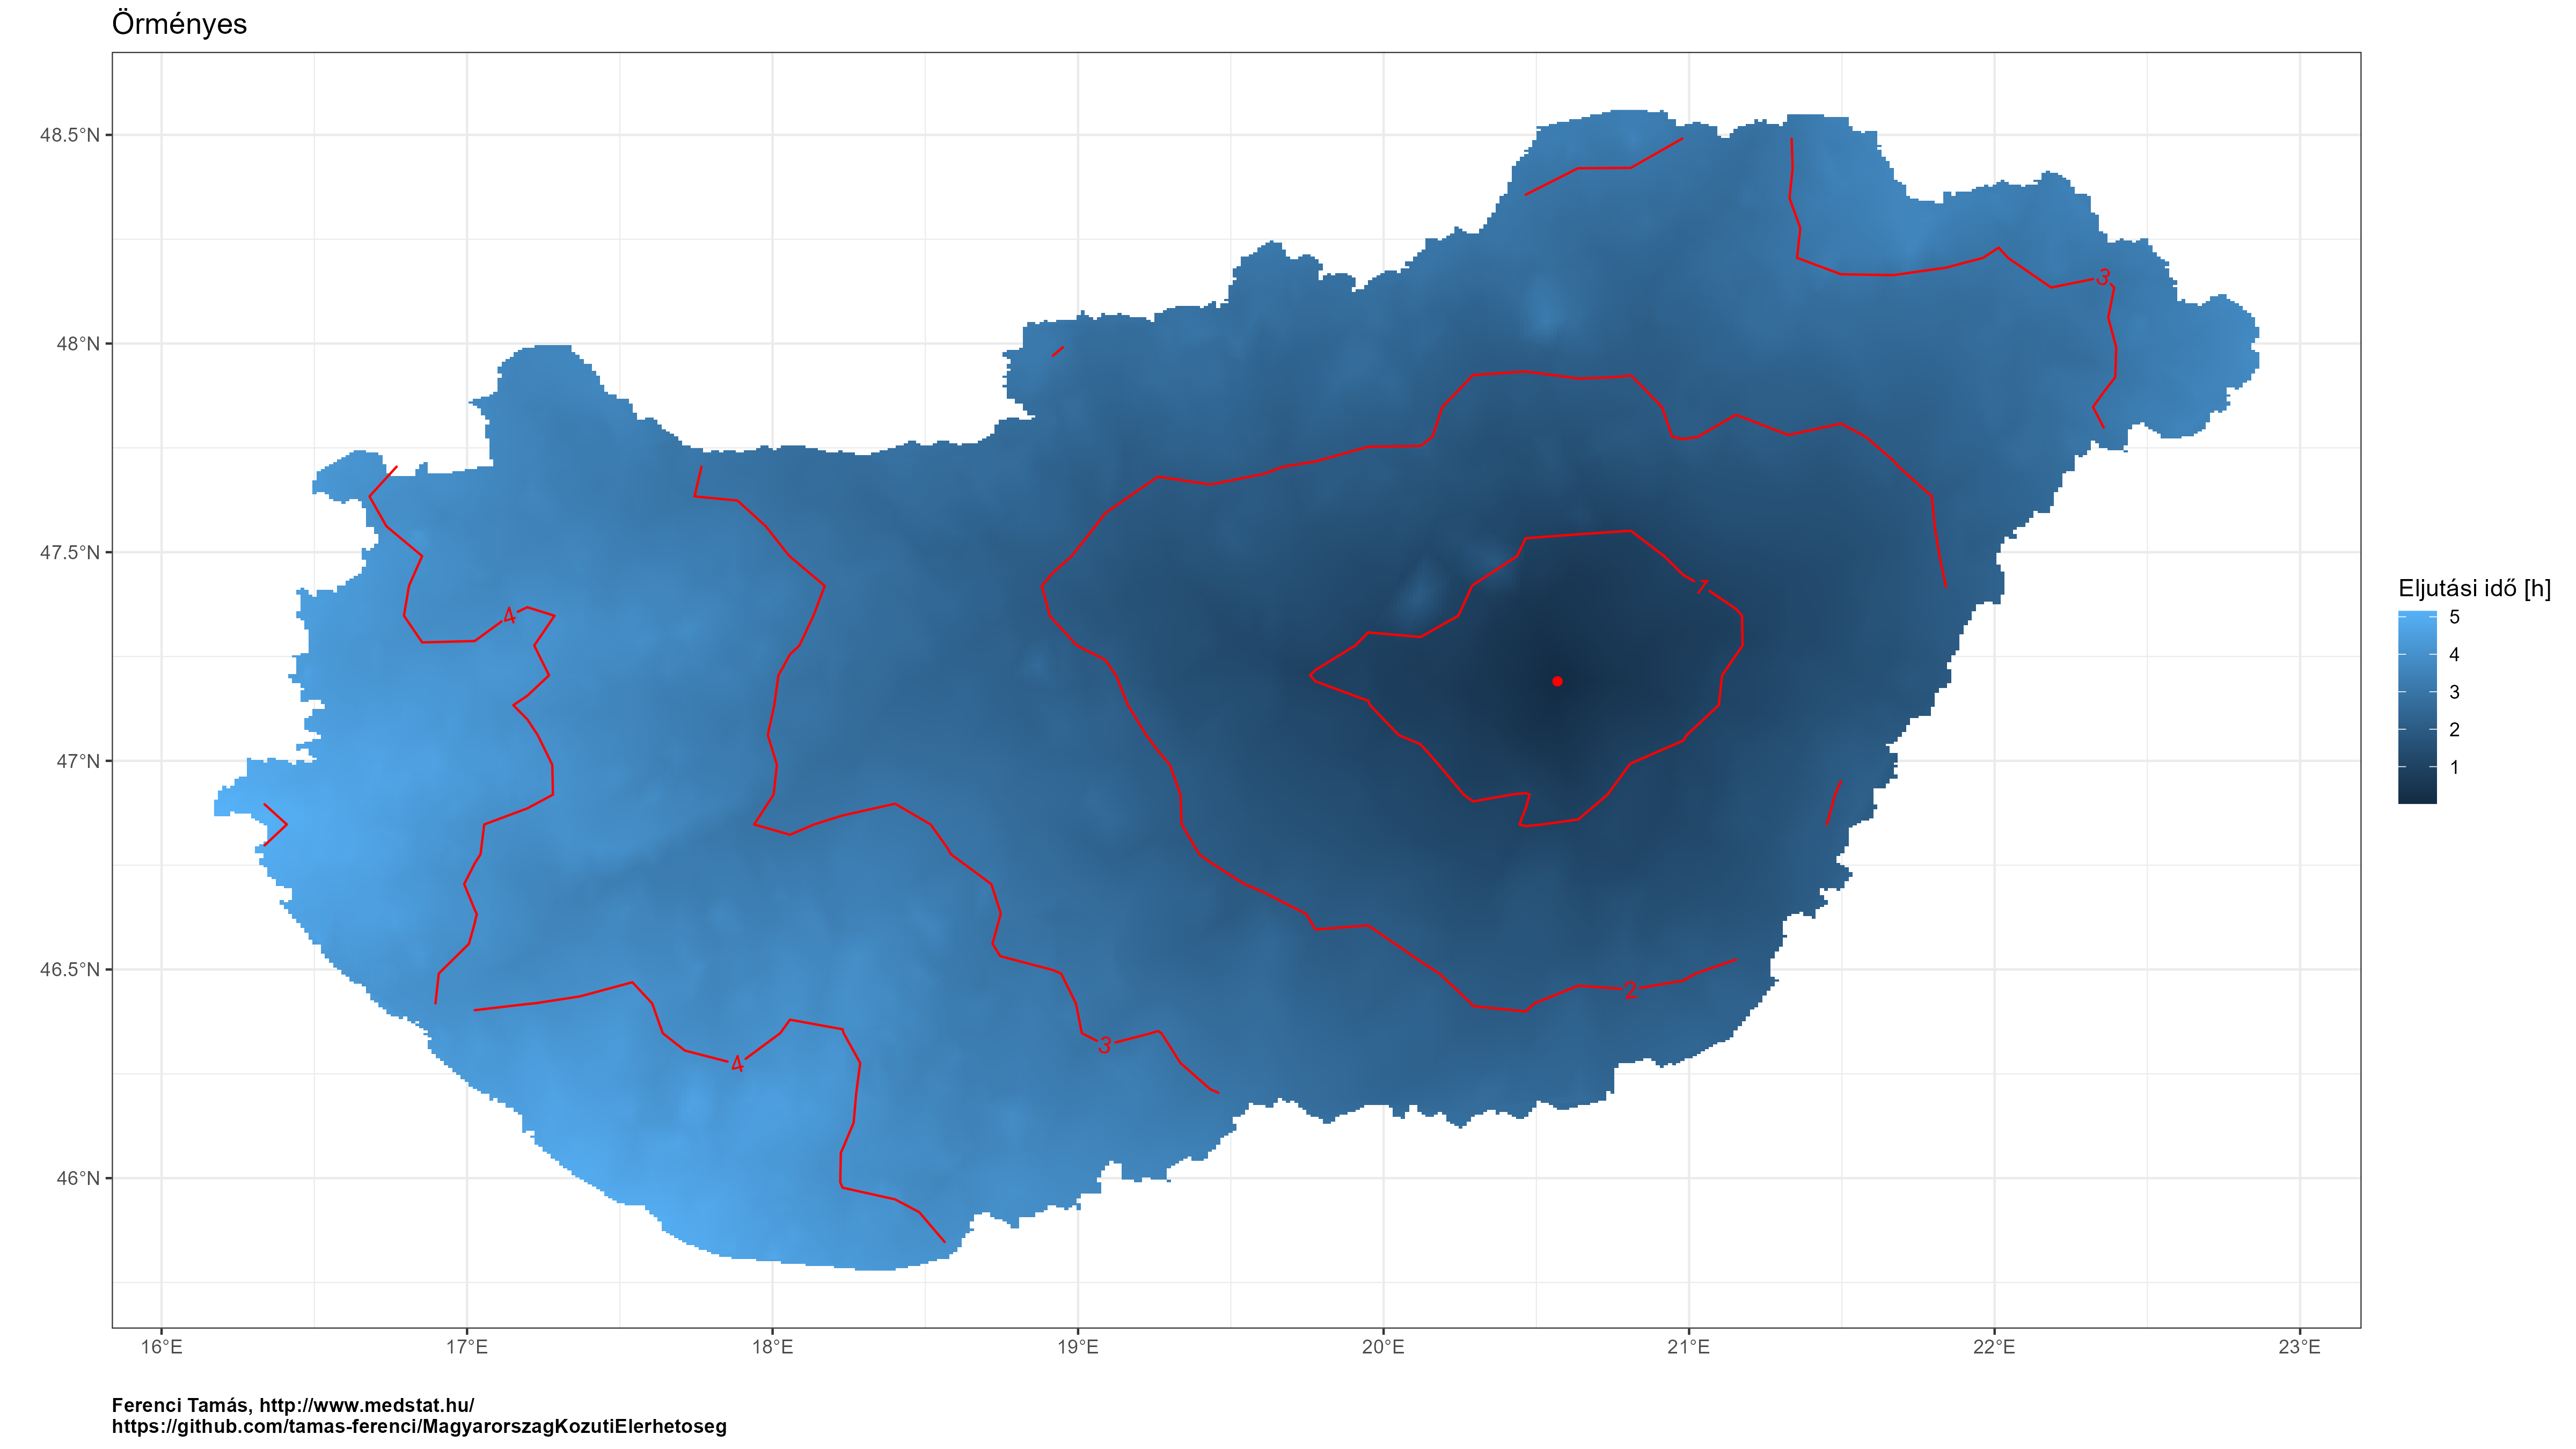 Örményes
48.5°N
48°N
47.5°N
47°N
46.5°N
46°N
16°E
17°E
18°E
19°E
20°E
21°E
22°E
23°E
3
1
4
2
4
3
Eljutási idő [h]
5
4
3
2
1
Ferenci Tamás, http://www.medstat.hu/
https://github.com/tamas-ferenci/MagyarorszagKozutiElerhetoseg